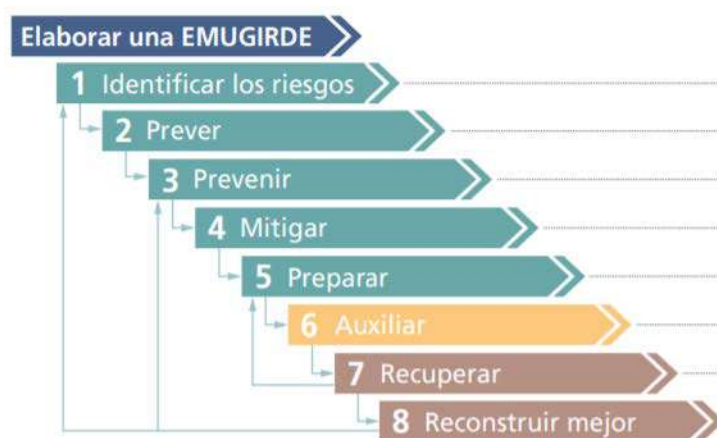 Elaborar una EMUGIRDE
1 Identificar los riesgos
2 Prever
3 Prevenir
4 Mitigar
5 Preparar
6 Auxiliar
7 Recuperar
8 Reconstruir mejor